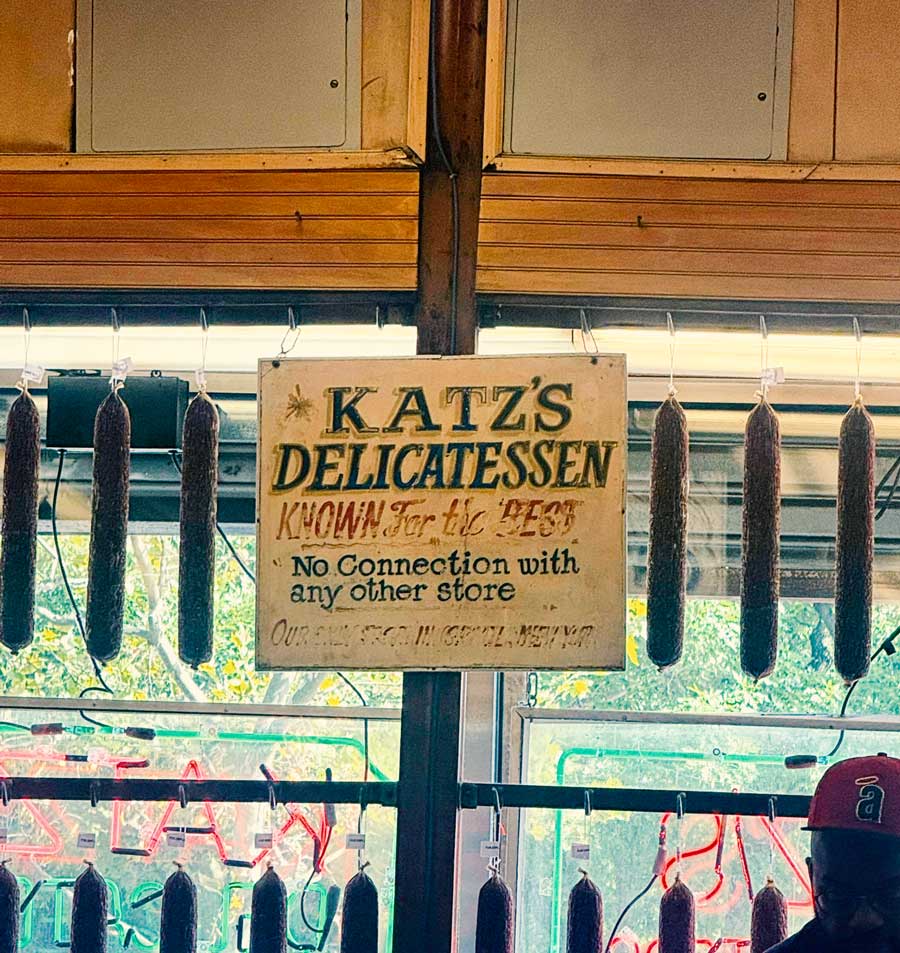 KATZ'S
DELICATESSEN
KNOWN For the BEST
No Connection with
any other store
a